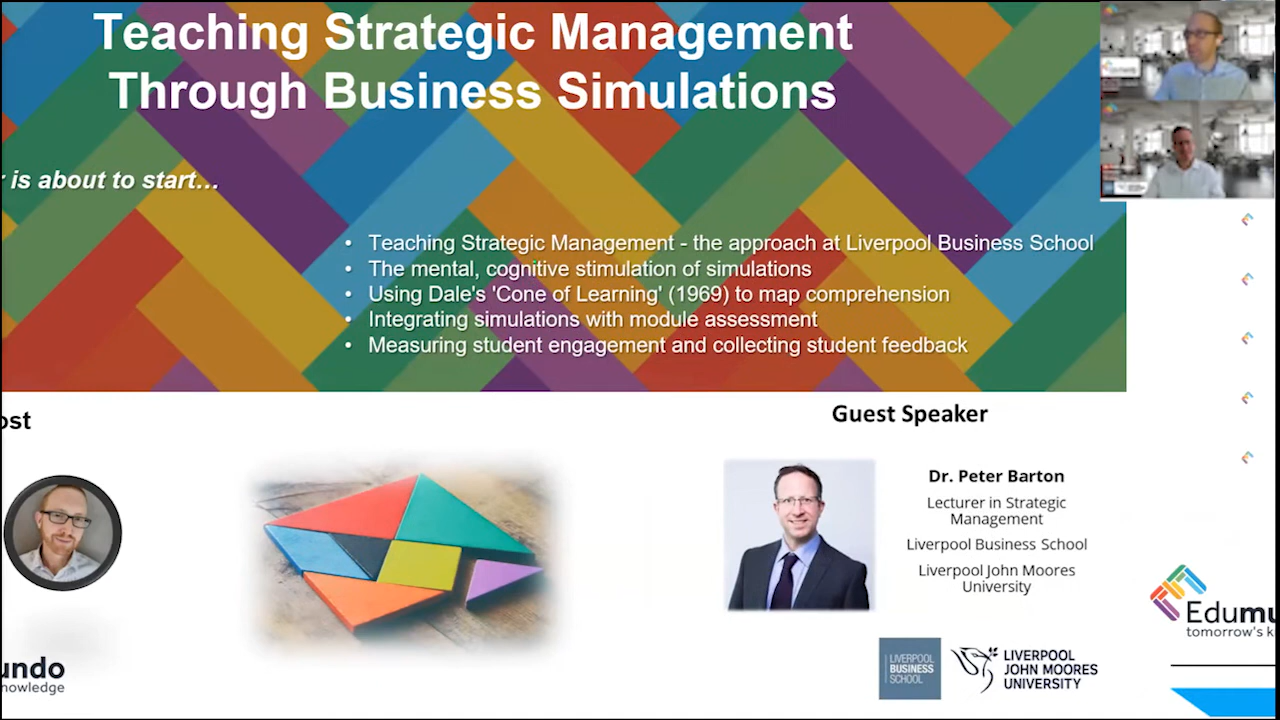 Teaching Strategic Management
Through Business Simulations
r is about to start...
• Teaching Strategic Management - the approach at Liverpool Business School
• The mental, cognitive stimulation of simulations
• Using Dale's 'Cone of Learning' (1969) to map comprehension
• Integrating simulations with module assessment
• Measuring student engagement and collecting student feedback
ost
Guest Speaker
Dr. Peter Barton
Lecturer in Strategic
Management
Liverpool Business School
Liverpool John Moores
University
undo
nowledge
LIVERPOOL
BUSINESS
SCHOOL
LIVERPOOL
JOHN MOORES
UNIVERSITY
Edumu
tomorrow's k